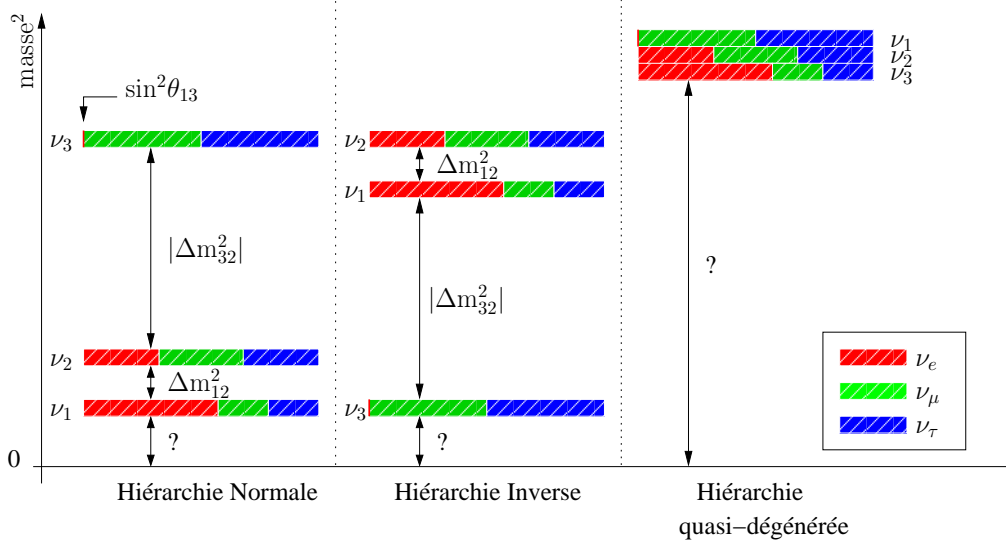 masse²
sin²θ₁₃
ν₃
|Δm²₃₂|
ν₂
Δm²₁₂
ν₁
?
0
Hiérarchie Normale
ν₂
Δm²₁₂
ν₁
|Δm²₃₂|
ν₃
?
Hiérarchie Inverse
ν₁
ν₂
ν₃
?
Hiérarchie
quasi−dégénérée
νₑ
ν_μ
ν_τ